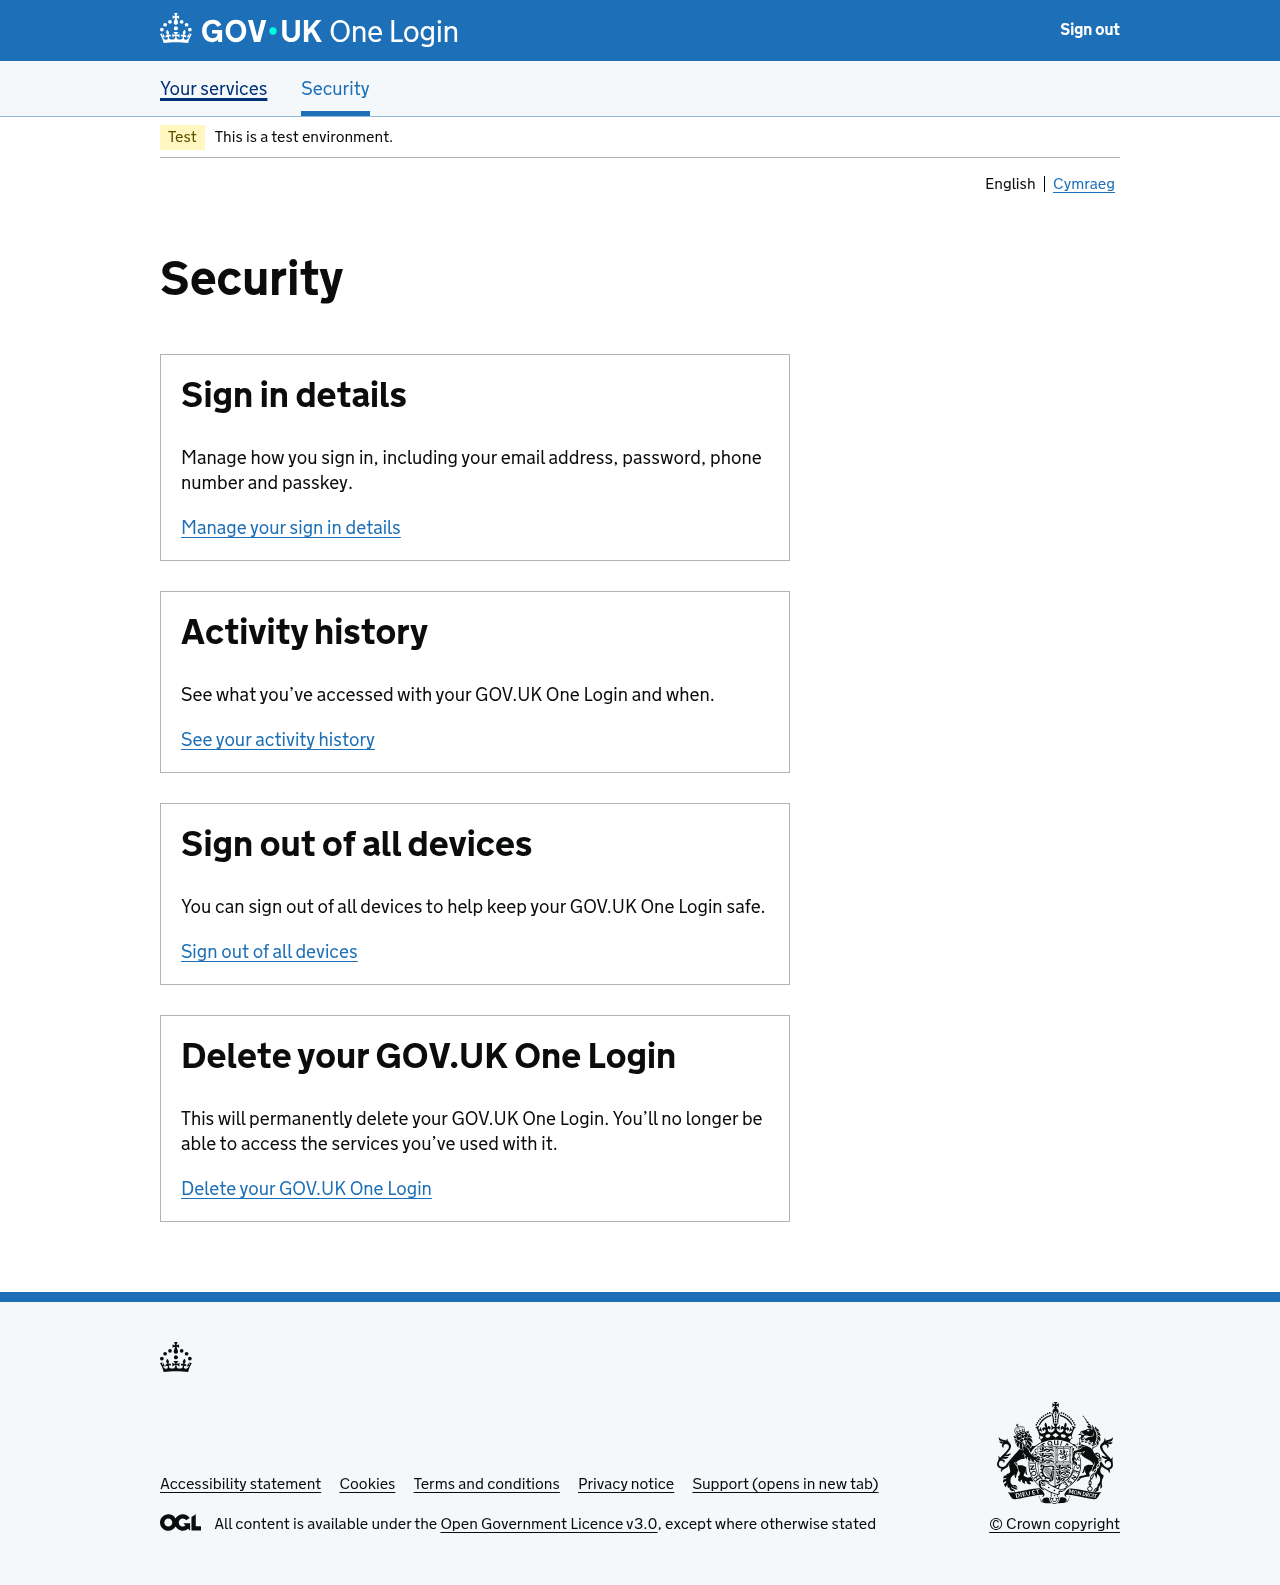 GOV•UK One Login
Sign out
Your services
Security
Test
This is a test environment.
English
Cymraeg
Security
Sign in details
Manage how you sign in, including your email address, password, phone
number and passkey.
Manage your sign in details
Activity history
See what you’ve accessed with your GOV.UK One Login and when.
See your activity history
Sign out of all devices
You can sign out of all devices to help keep your GOV.UK One Login safe.
Sign out of all devices
Delete your GOV.UK One Login
This will permanently delete your GOV.UK One Login. You’ll no longer be
able to access the services you’ve used with it.
Delete your GOV.UK One Login
Accessibility statement
Cookies
Terms and conditions
Privacy notice
Support (opens in new tab)
OGL
All content is available under the Open Government Licence v3.0, except where otherwise stated
DIEU ET MON DROIT
© Crown copyright